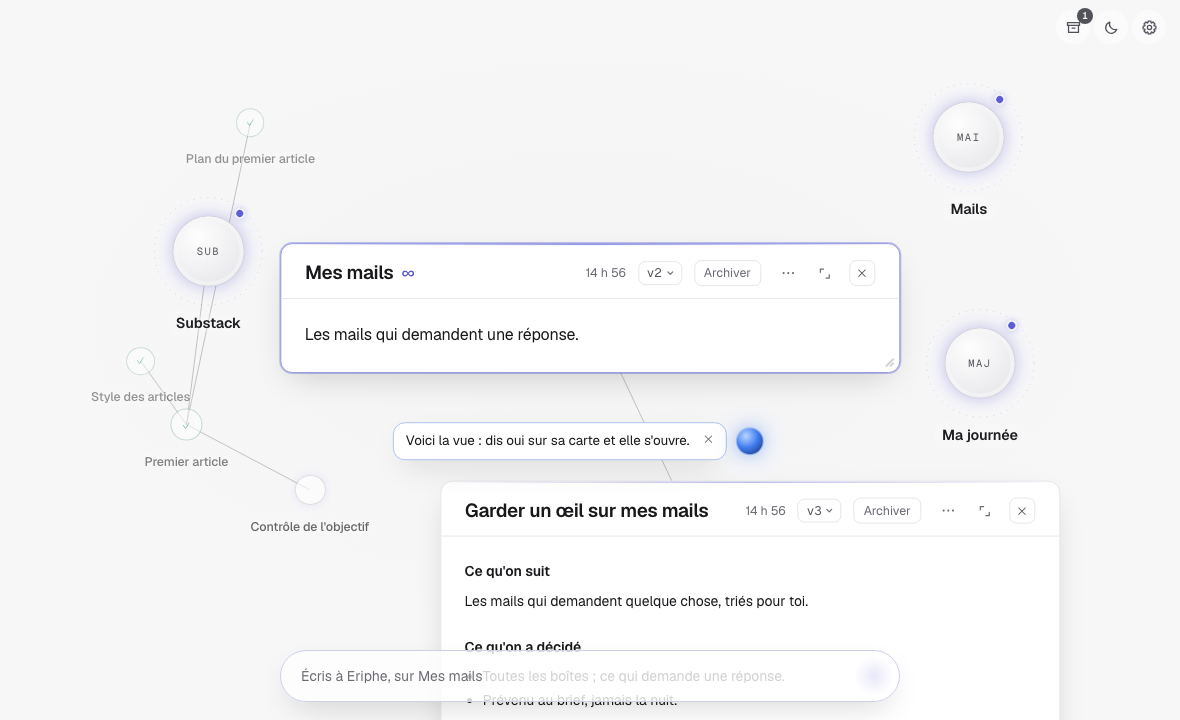 1
MAI
Plan du premier article
Mails
SUB
Substack
Mes mails ∞
14 h 56
v2
Archiver
Les mails qui demandent une réponse.
MAJ
Ma journée
Style des articles
Premier article
Voici la vue : dis oui sur sa carte et elle s'ouvre.
Contrôle de l'objectif
Garder un œil sur mes mails
14 h 56
v3
Archiver
Ce qu'on suit
Les mails qui demandent quelque chose, triés pour toi.
Ce qu'on a décidé
Écris à Eriphe, sur Mes mails
Toutes les boîtes ; ce qui demande une réponse.
Prévenu au brief, jamais la nuit.